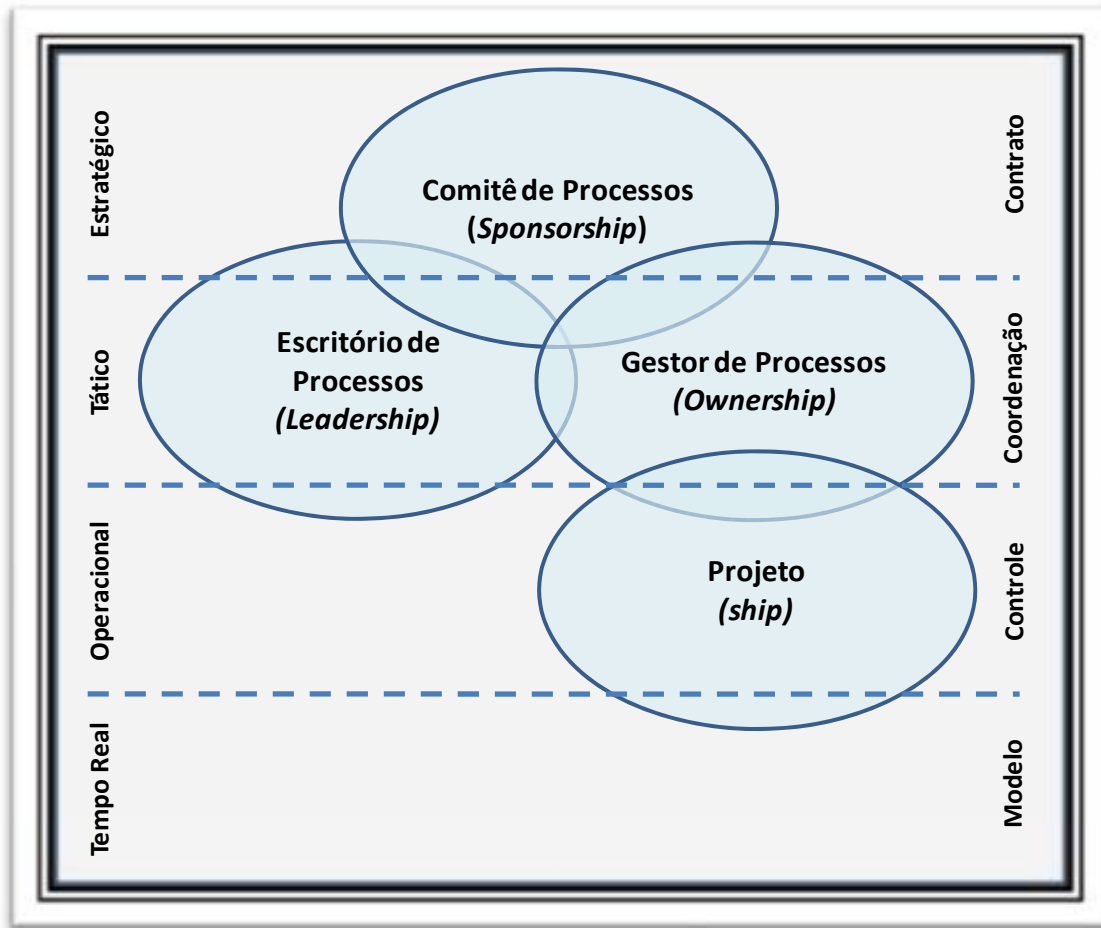 Estratégico
Contrato
Comitê de Processos
(Sponsorship)
Tático
Coordenação
Escritório de
Processos
(Leadership)
Gestor de Processos
(Ownership)
Operacional
Controle
Projeto
(ship)
Tempo Real
Modelo